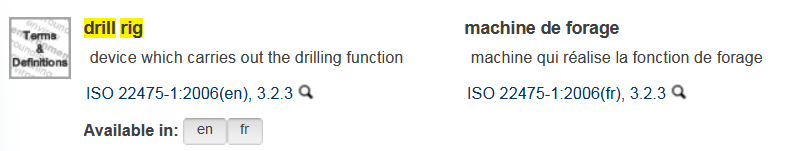 Terms
&
Definitions
drill rig
device which carries out the drilling function
ISO 22475-1:2006(en), 3.2.3
Available in: en fr
machine de forage
machine qui réalise la fonction de forage
ISO 22475-1:2006(fr), 3.2.3